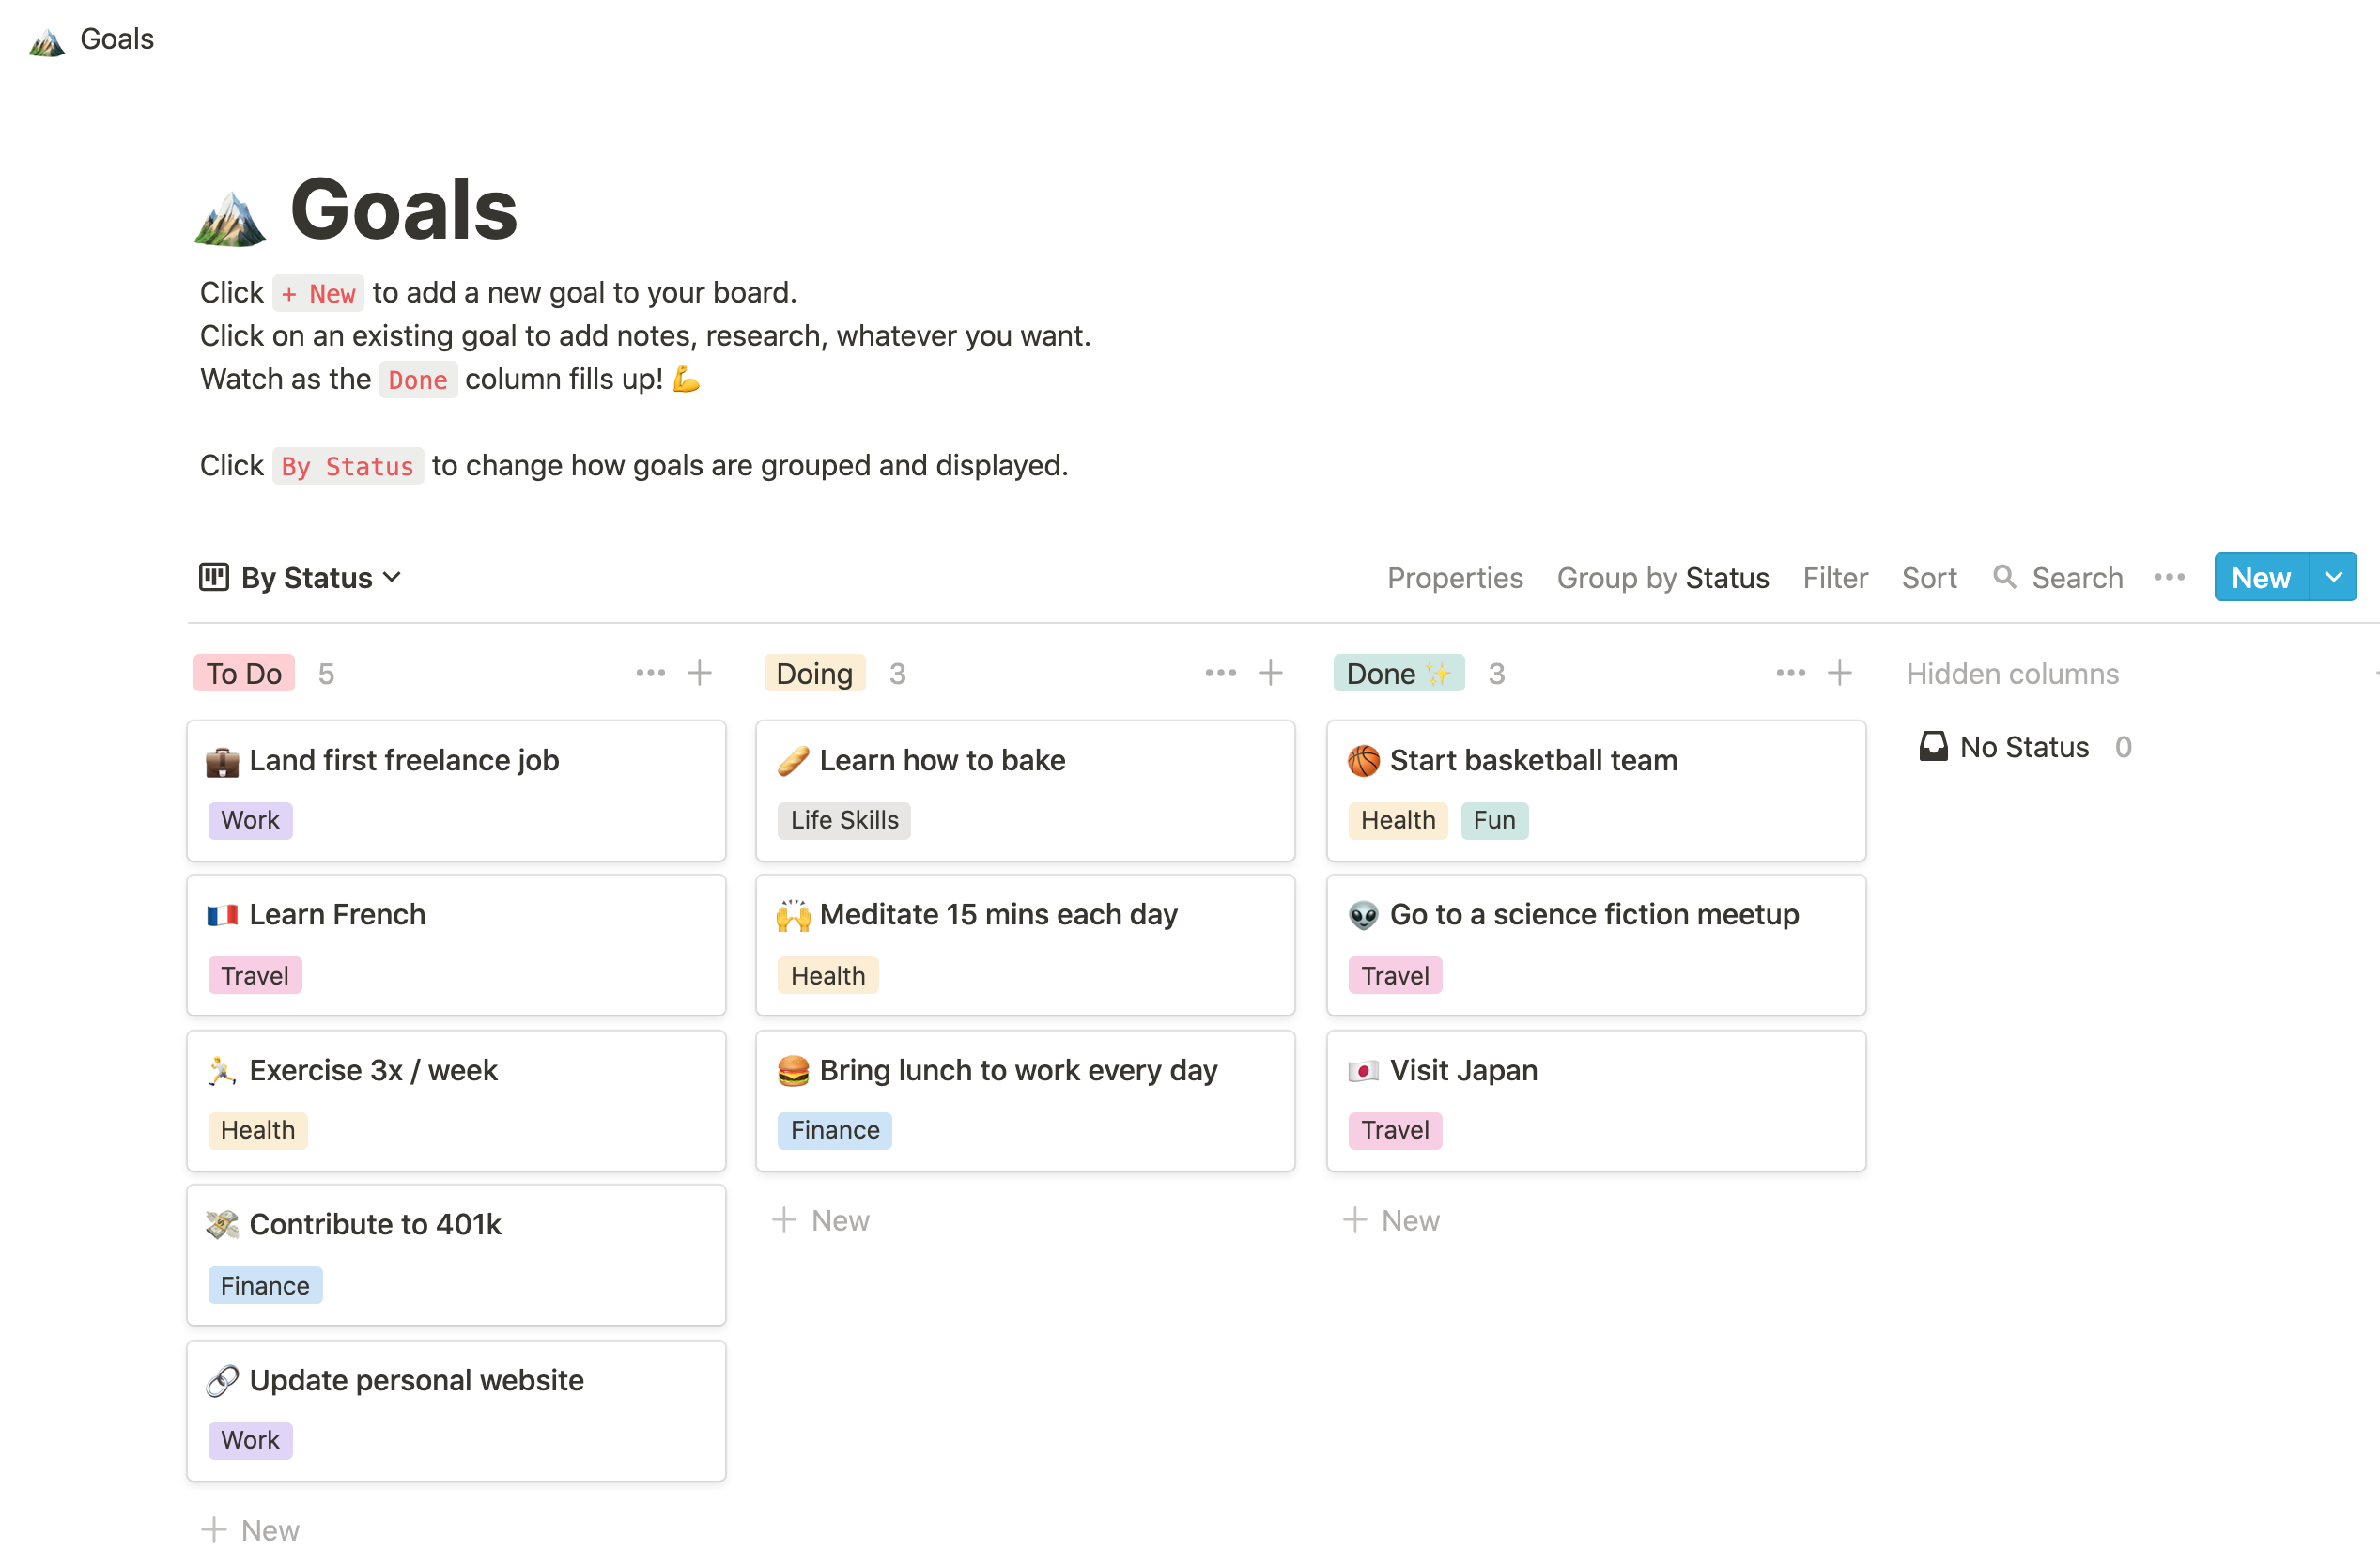 Goals
Goals
Click + New to add a new goal to your board.
Click on an existing goal to add notes, research, whatever you want.
Watch as the Done column fills up! 💪
Click By Status to change how goals are grouped and displayed.
By Status
Properties Group by Status Filter Sort Search New
To Do 5
Land first freelance job
Work
Learn French
Travel
Exercise 3x / week
Health
Contribute to 401k
Finance
Update personal website
Work
+ New
Doing 3
Learn how to bake
Life Skills
Meditate 15 mins each day
Health
Bring lunch to work every day
Finance
+ New
Done ✨ 3
Start basketball team
Health Fun
Go to a science fiction meetup
Travel
Visit Japan
Travel
+ New
Hidden columns
No Status 0